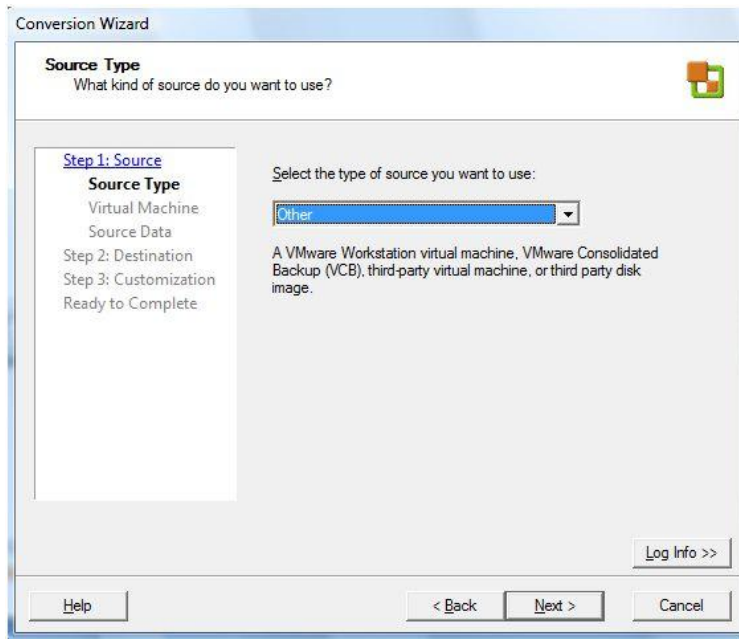 Conversion Wizard
Source Type
What kind of source do you want to use?
Step 1: Source
Source Type
Virtual Machine
Source Data
Step 2: Destination
Step 3: Customization
Ready to Complete
Select the type of source you want to use:
Other
A VMware Workstation virtual machine, VMware Consolidated
Backup (VCB), third-party virtual machine, or third party disk
image.
Log Info >>
Help
< Back
Next >
Cancel